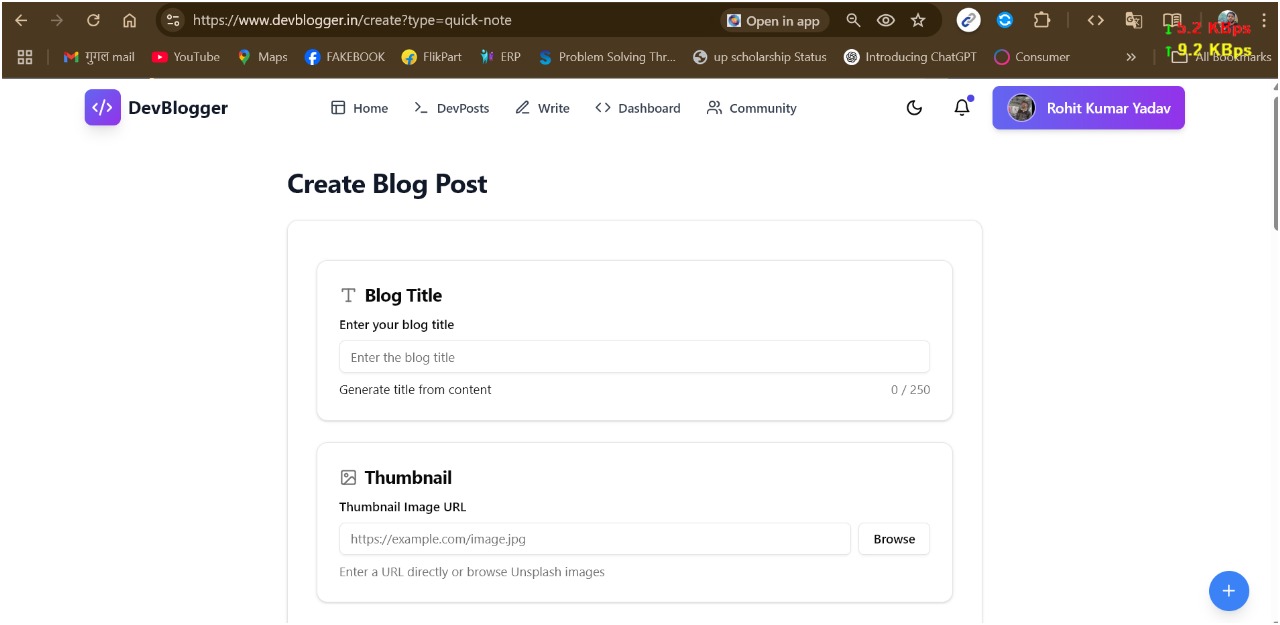 https://www.devblogger.in/create?type=quick-note Open in app
5.2 KBps
9.2 KBps
गुगल mail YouTube Maps FAKEBOOK FlikPart ERP Problem Solving Thr... up scholarship Status Introducing ChatGPT Consumer » All Bookmarks
</> DevBlogger Home DevPosts Write Dashboard Community Rohit Kumar Yadav
Create Blog Post
Blog Title
Enter your blog title
Enter the blog title
Generate title from content 0 / 250
Thumbnail
Thumbnail Image URL
https://example.com/image.jpg Browse
Enter a URL directly or browse Unsplash images